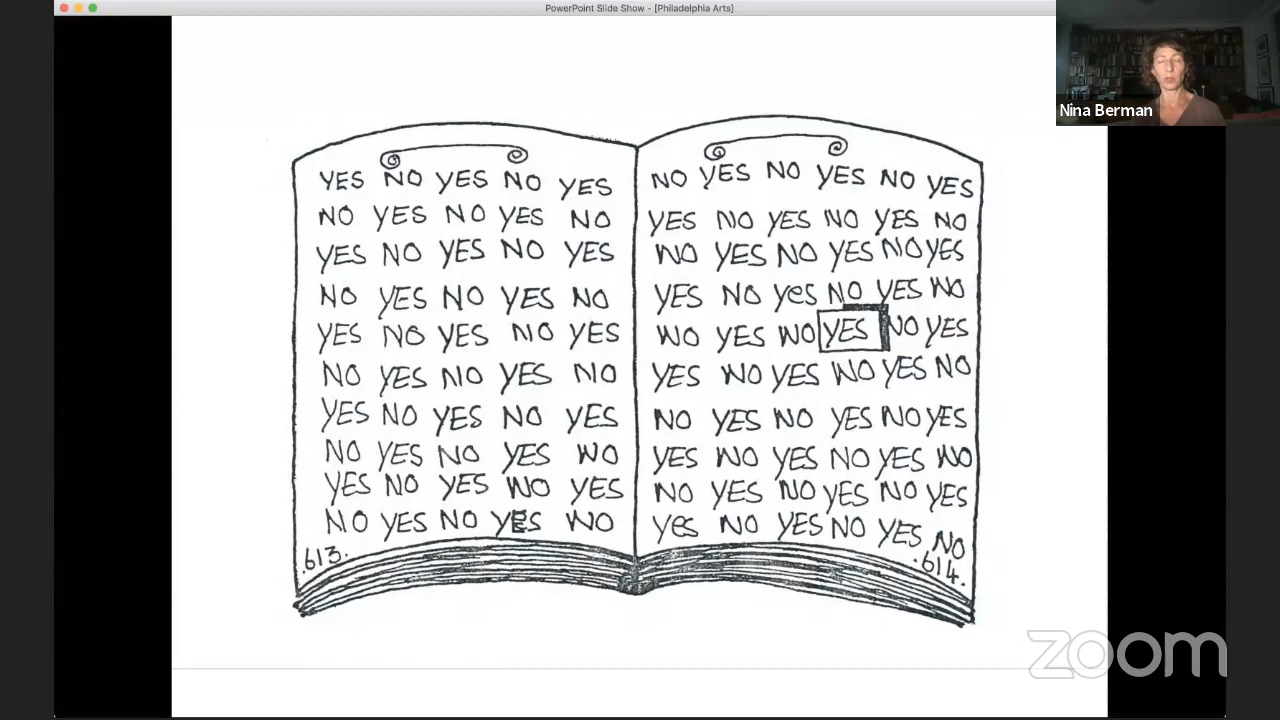 PowerPoint Slide Show - [Philadelphia Arts]
Nina Berman
YES NO YES NO YES
NO YES NO YES NO
YES NO YES NO YES
NO YES NO YES NO
YES NO YES NO YES
NO YES NO YES NO
YES NO YES NO YES
NO YES NO YES NO
YES NO YES NO YES
NO YES NO YES NO
.613.
NO YES NO YES NO YES
YES NO YES NO YES NO
NO YES NO YES NO YES
YES NO Yes NO YES NO
NO YES NO YES NO YES
YES NO YES NO YES NO
NO YES NO YES NO YES
YES NO YES NO YES NO
NO YES NO YES NO YES
Yes NO YES NO YES NO
.614.
zoom